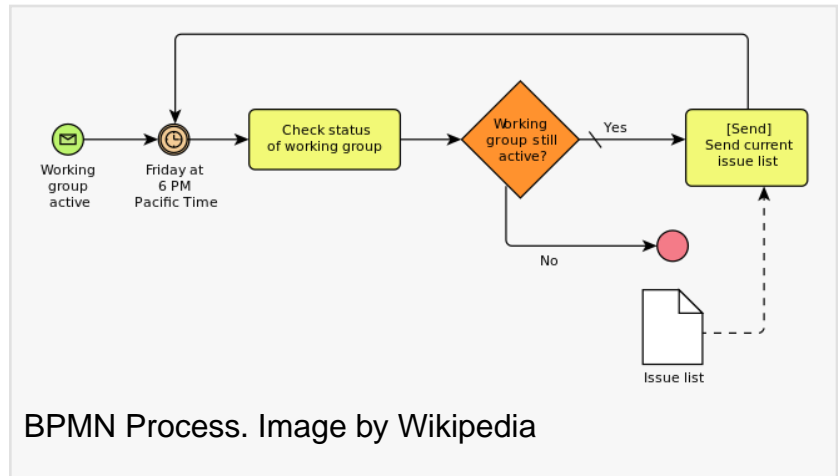 Working
group
active
Friday at
6 PM
Pacific Time
Check status
of working group
Working
group still
active?
Yes
[Send]
Send current
issue list
No
Issue list
BPMN Process. Image by Wikipedia